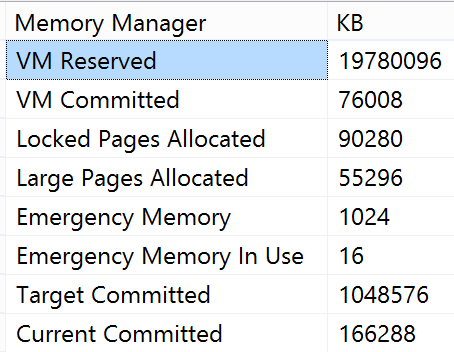 Memory Manager KB
VM Reserved 19780096
VM Committed 76008
Locked Pages Allocated 90280
Large Pages Allocated 55296
Emergency Memory 1024
Emergency Memory In Use 16
Target Committed 1048576
Current Committed 166288